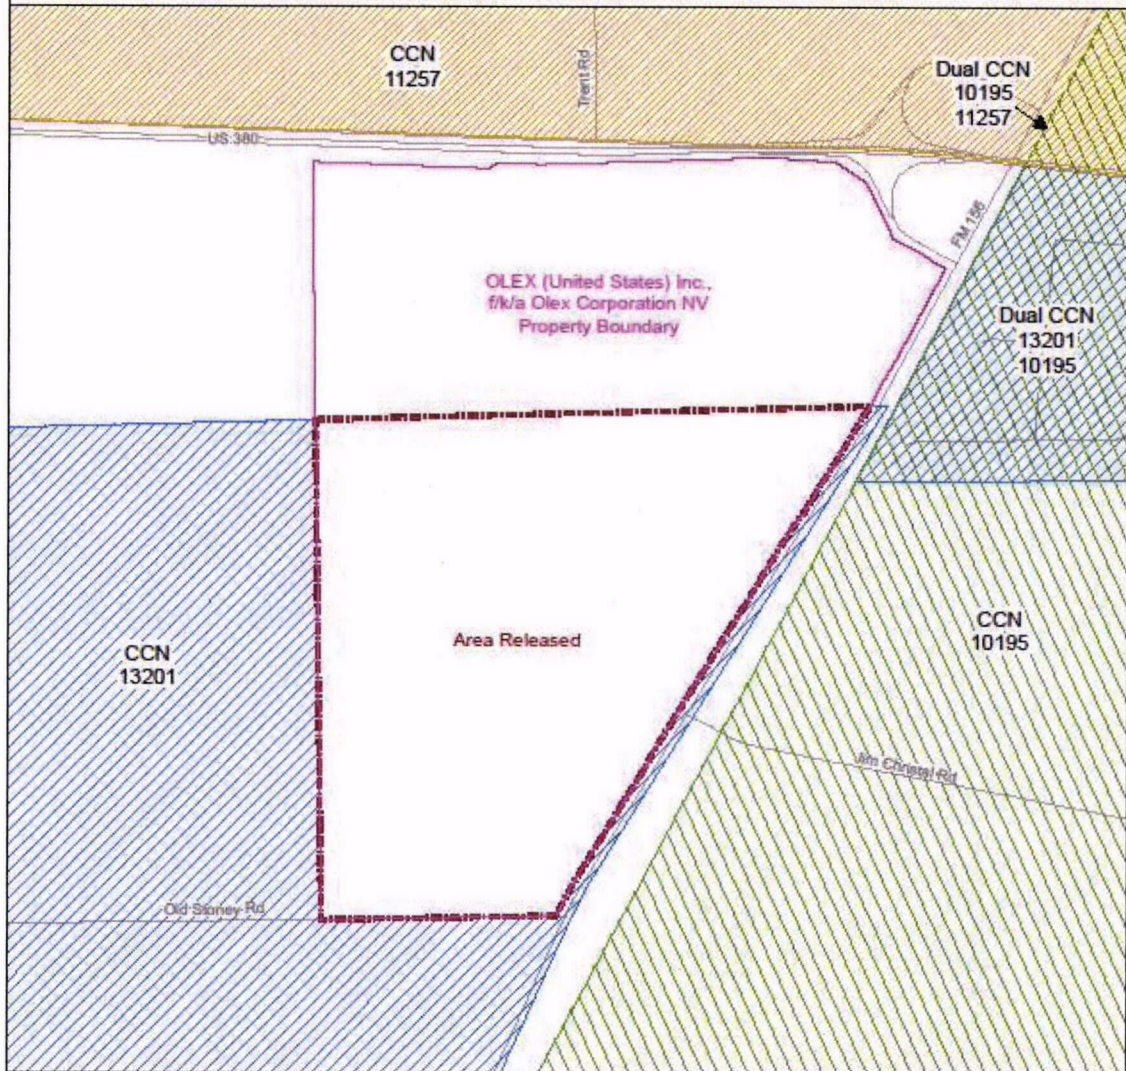 CCN
11257
Trent Rd
Dual CCN
10195
11257
US 380
FM 156
OLEX (United States) Inc.,
f/k/a Olex Corporation NV
Property Boundary
Dual CCN
13201
10195
Area Released
CCN
13201
CCN
10195
Jim Christal Rd
Old Stoney Rd